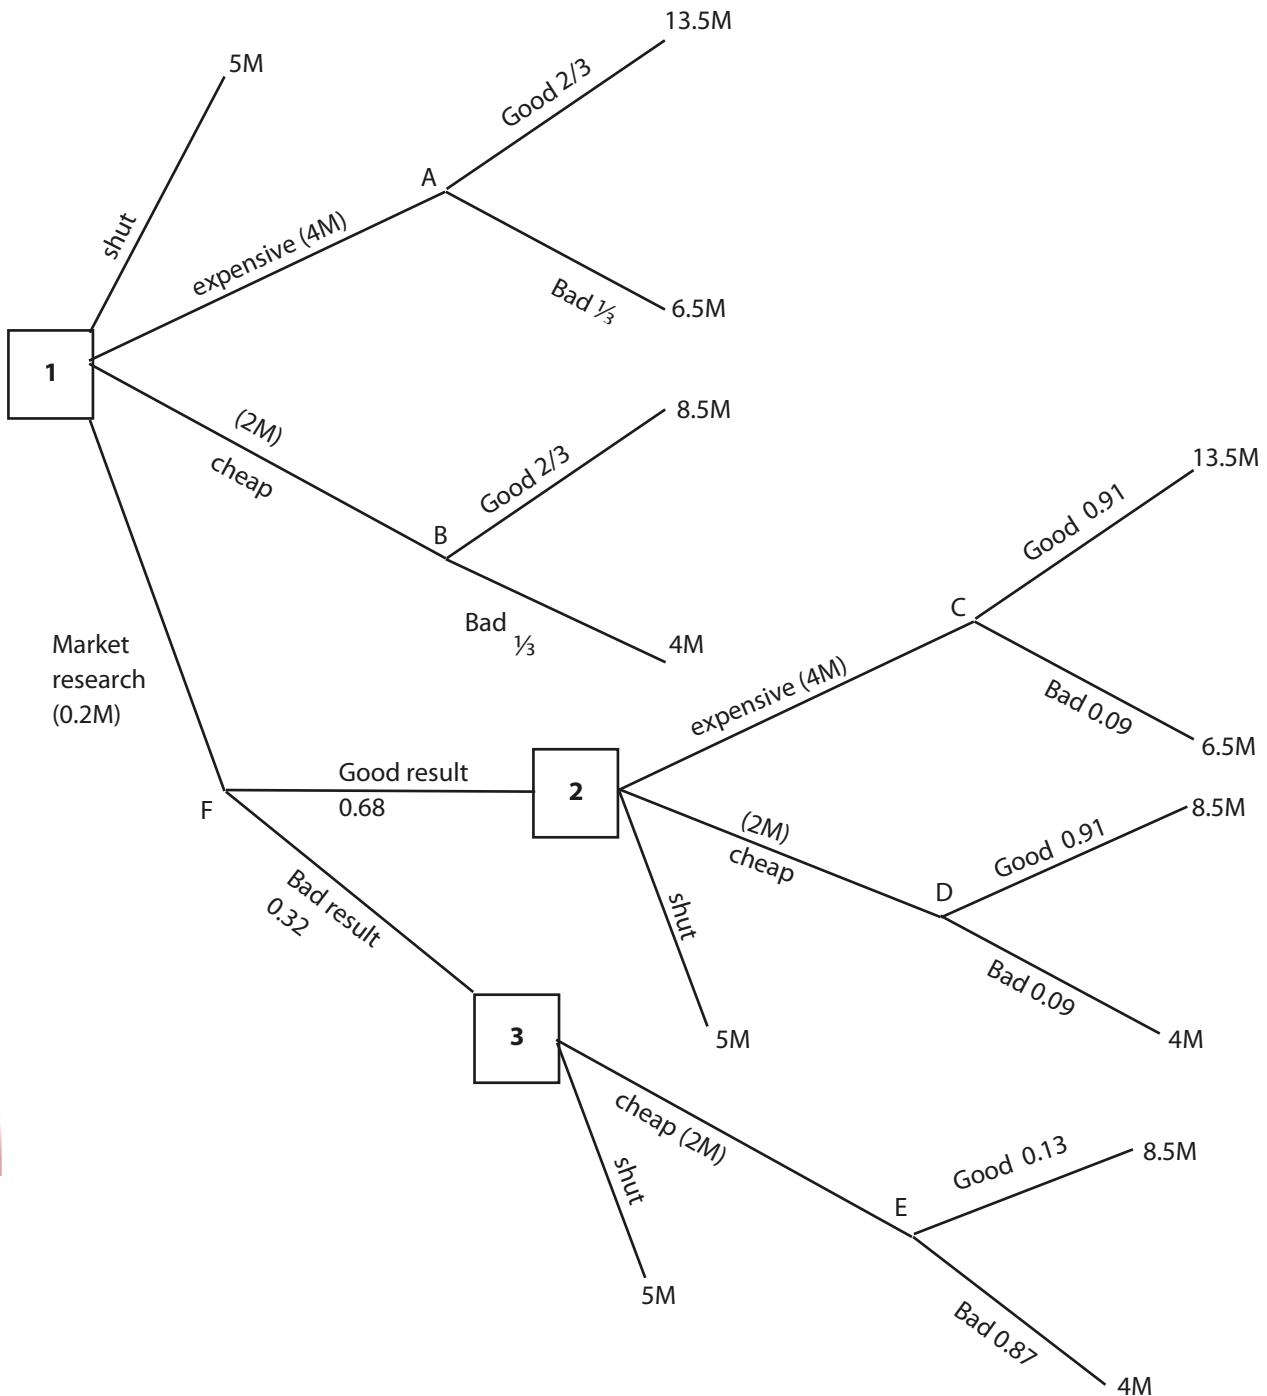 13.5M
5M
Good 2/3
A
shut
expensive (4M)
Bad ⅓
6.5M
1
(2M)
cheap
8.5M
Good 2/3
B
Bad
⅓
4M
13.5M
Good 0.91
C
Market
research
(0.2M)
expensive (4M)
Bad 0.09
6.5M
Good result
0.68
F
2
(2M)
cheap
8.5M
Good 0.91
D
shut
Bad 0.09
5M
4M
Bad result
0.32
3
cheap (2M)
shut
5M
Good 0.13
8.5M
E
Bad 0.87
4M